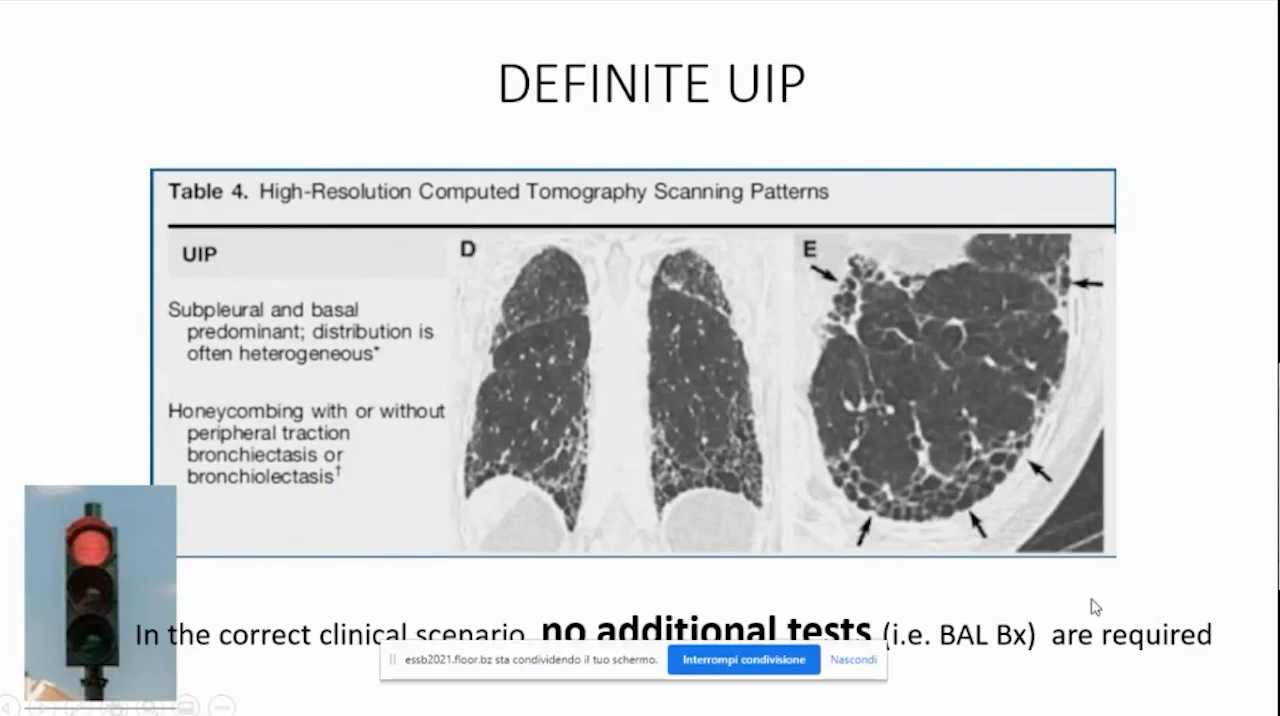 DEFINITE UIP
Table 4. High-Resolution Computed Tomography Scanning Patterns
UIP
Subpleural and basal
predominant; distribution is
often heterogeneous*
Honeycombing with or without
peripheral traction
bronchiectasis or
bronchiolectasis†
D
E
In the correct clinical scenario no additional tests (i.e. BAL Bx) are required
essb2021.floor.bz sta condividendo il tuo schermo.
Interrompi condivisione
Nascondi